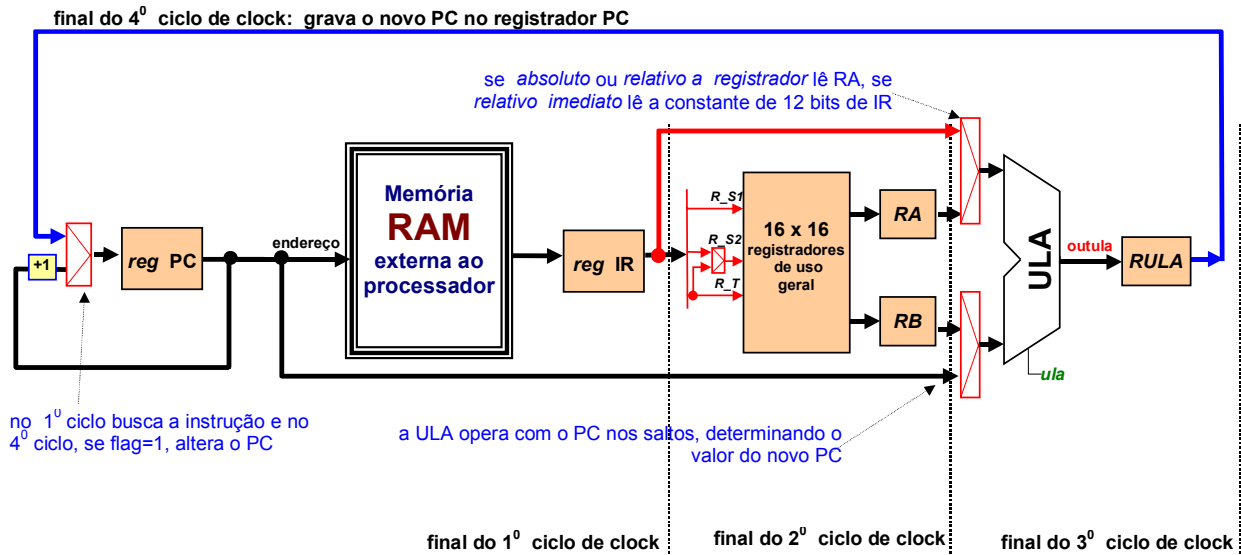 final do 4⁰ ciclo de clock: grava o novo PC no registrador PC
se absoluto ou relativo a registrador lê RA, se
relativo imediato lê a constante de 12 bits de IR
Memória
RAM
externa ao
processador
endereço
+1
reg PC
reg IR
R_S1
R_S2
R_T
16 x 16
registradores
de uso
geral
RA
RB
ULA
outula
RULA
ula
no 1⁰ ciclo busca a instrução e no
4⁰ ciclo, se flag=1, altera o PC
a ULA opera com o PC nos saltos, determinando o
valor do novo PC
final do 1⁰ ciclo de clock
final do 2⁰ ciclo de clock
final do 3⁰ ciclo de clock